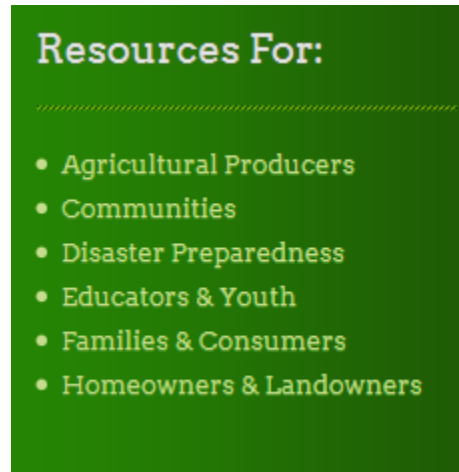 Resources For:
Agricultural Producers
Communities
Disaster Preparedness
Educators & Youth
Families & Consumers
Homeowners & Landowners